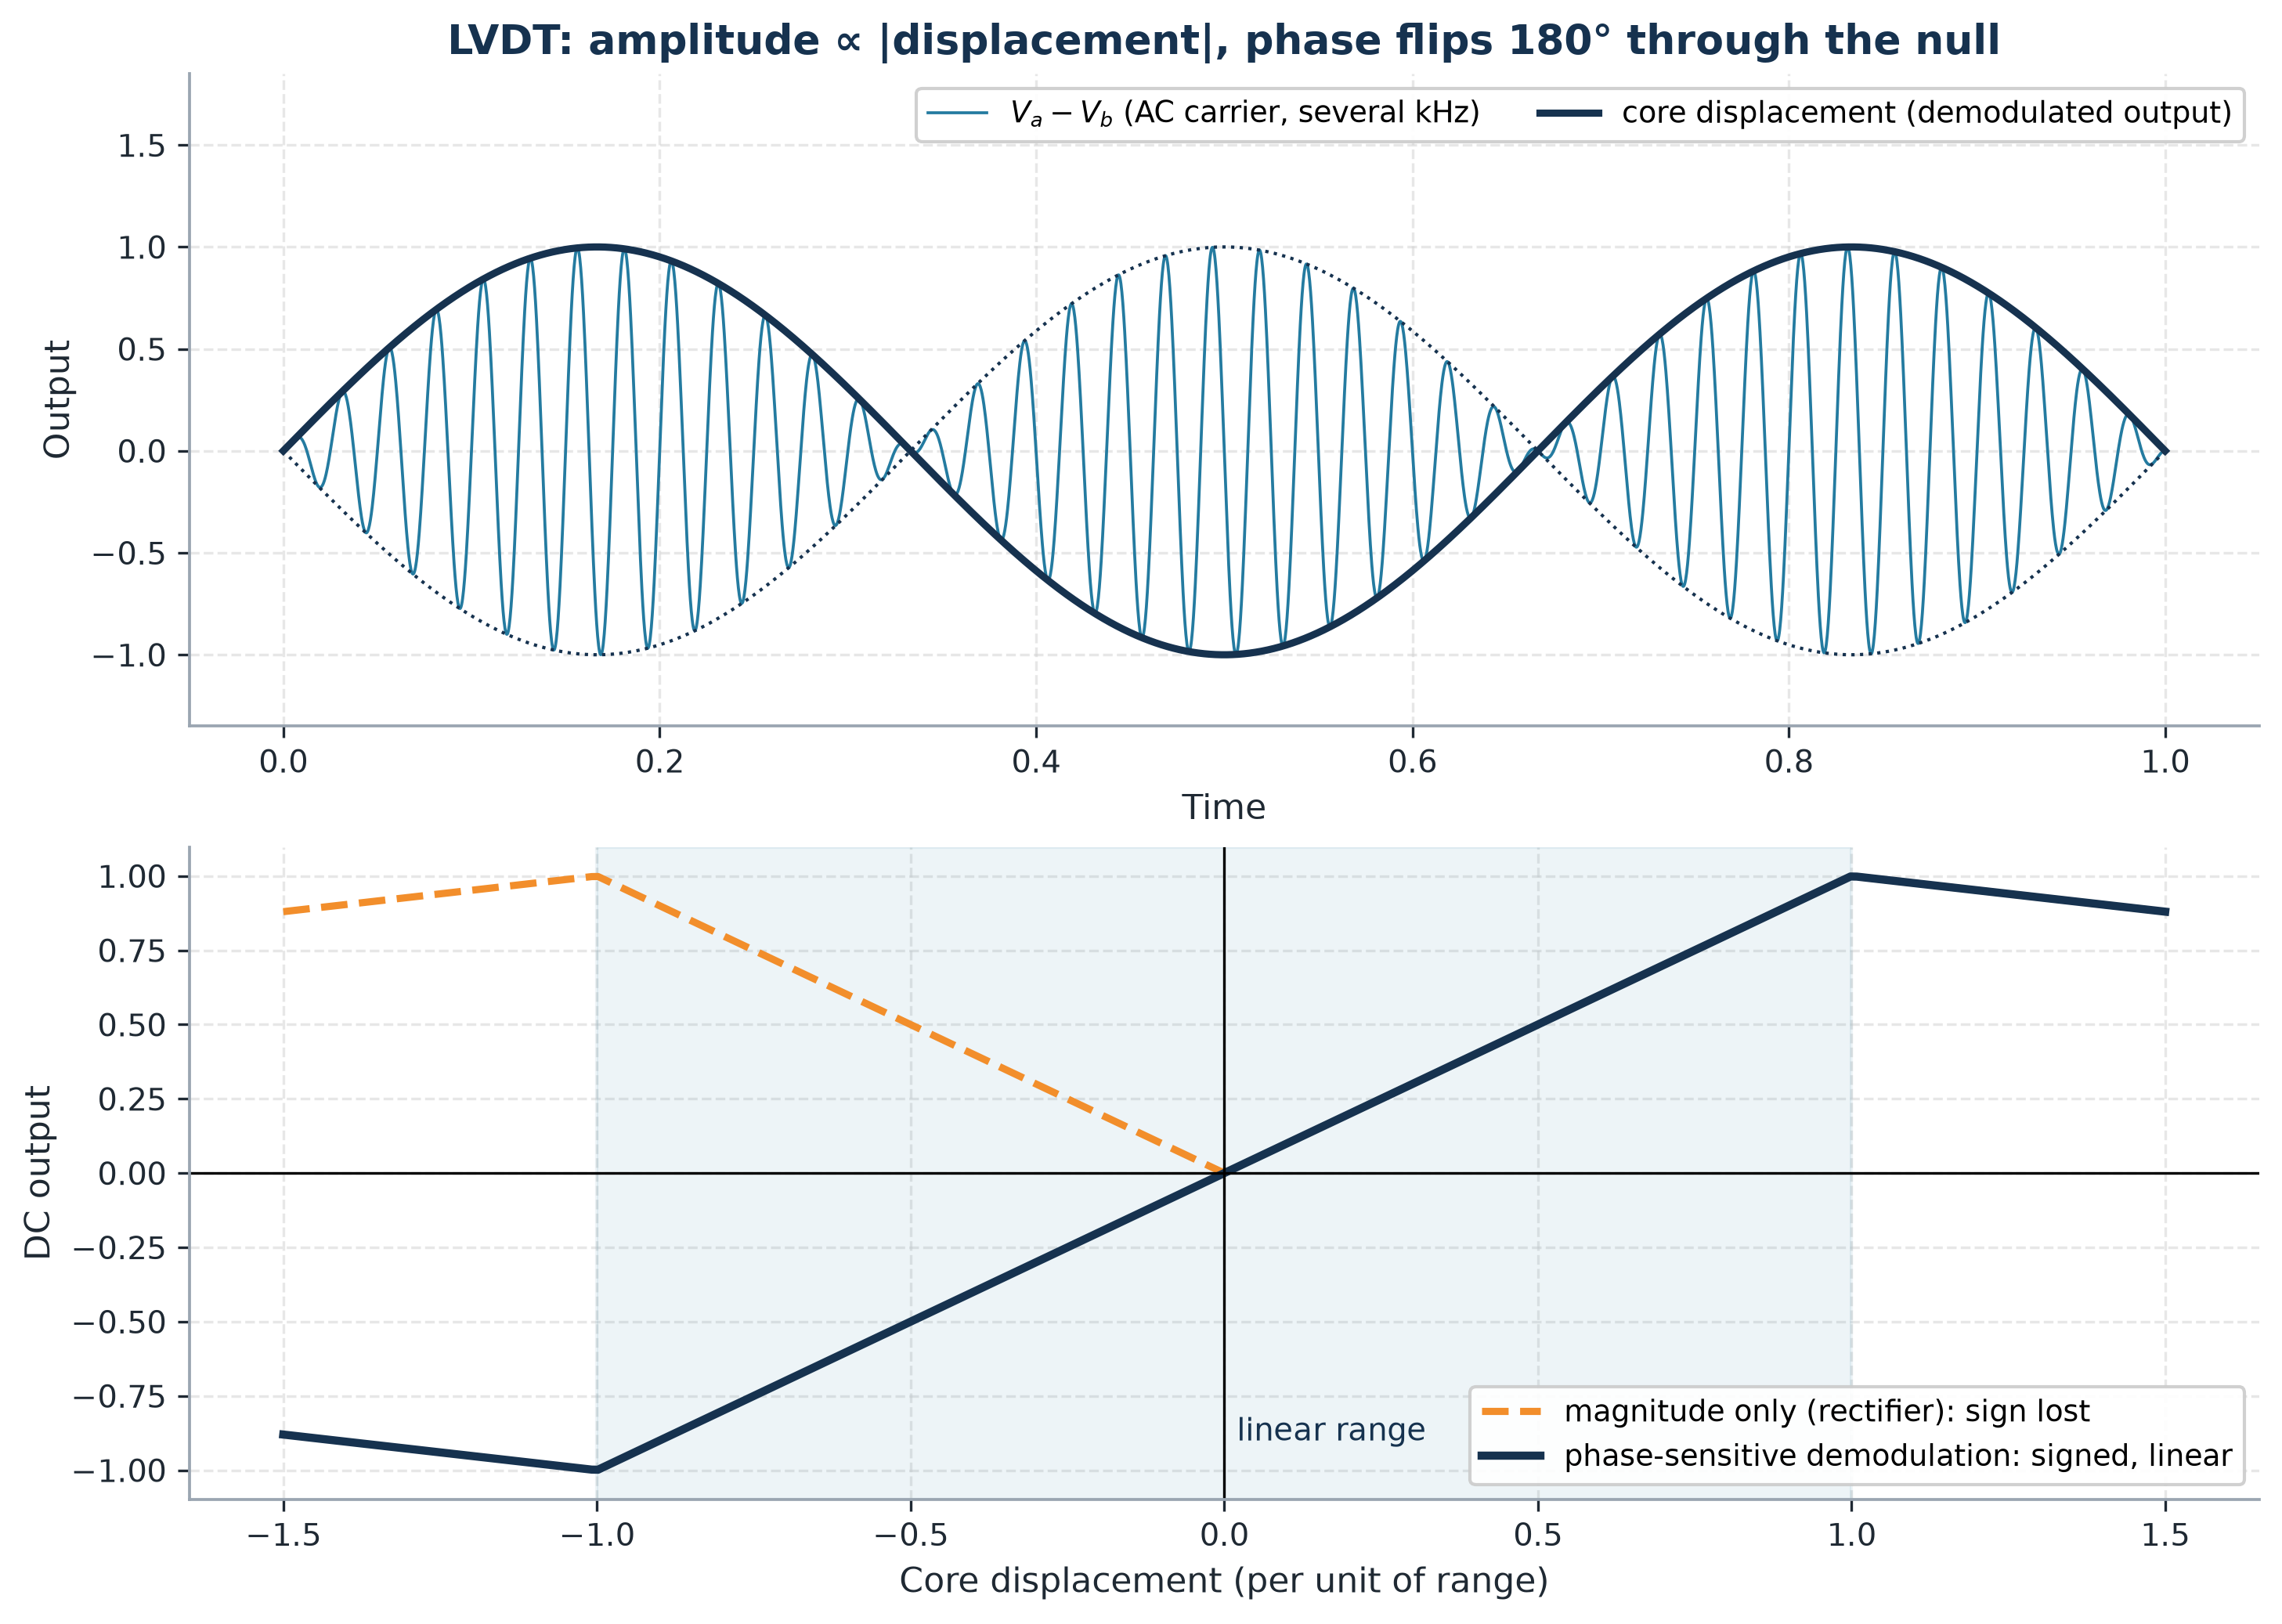 LVDT: amplitude ∝ |displacement|, phase flips 180° through the null
V_a − V_b (AC carrier, several kHz)
core displacement (demodulated output)
1.5
1.0
0.5
0.0
−0.5
−1.0
Output
0.0
0.2
0.4
0.6
0.8
1.0
Time
1.00
0.75
0.50
0.25
0.00
−0.25
−0.50
−0.75
−1.00
DC output
linear range
magnitude only (rectifier): sign lost
phase-sensitive demodulation: signed, linear
−1.5
−1.0
−0.5
0.0
0.5
1.0
1.5
Core displacement (per unit of range)